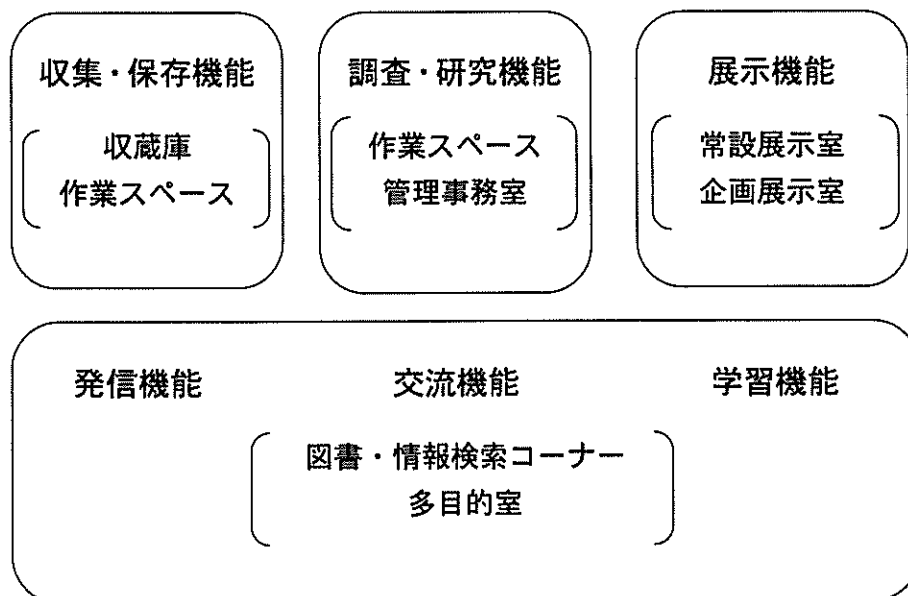 収集・保存機能
収蔵庫
作業スペース
調査・研究機能
作業スペース
管理事務室
展示機能
常設展示室
企画展示室
発信機能
交流機能
学習機能
図書・情報検索コーナー
多目的室